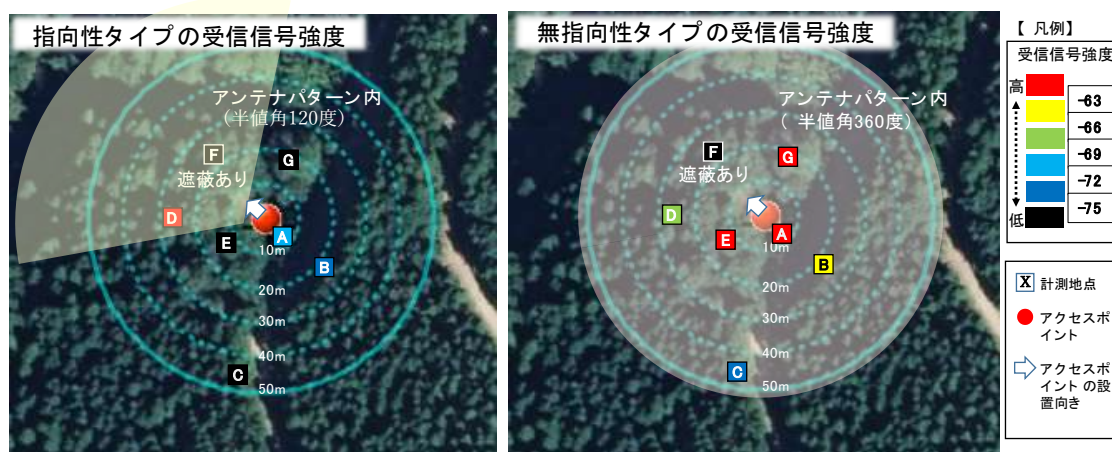 指向性タイプの受信信号強度
アンテナパターン内
(半値角120度)
F
遮蔽あり
G
D
E
A
B
C
10m
20m
30m
40m
50m
無指向性タイプの受信信号強度
アンテナパターン内
( 半値角360度)
F
遮蔽あり
G
D
E
A
B
C
10m
20m
30m
40m
50m
【 凡例】
受信信号強度
高
低
-63
-66
-69
-72
-75
X 計測地点
アクセスポ
イント
アクセスポ
イント の設
置向き